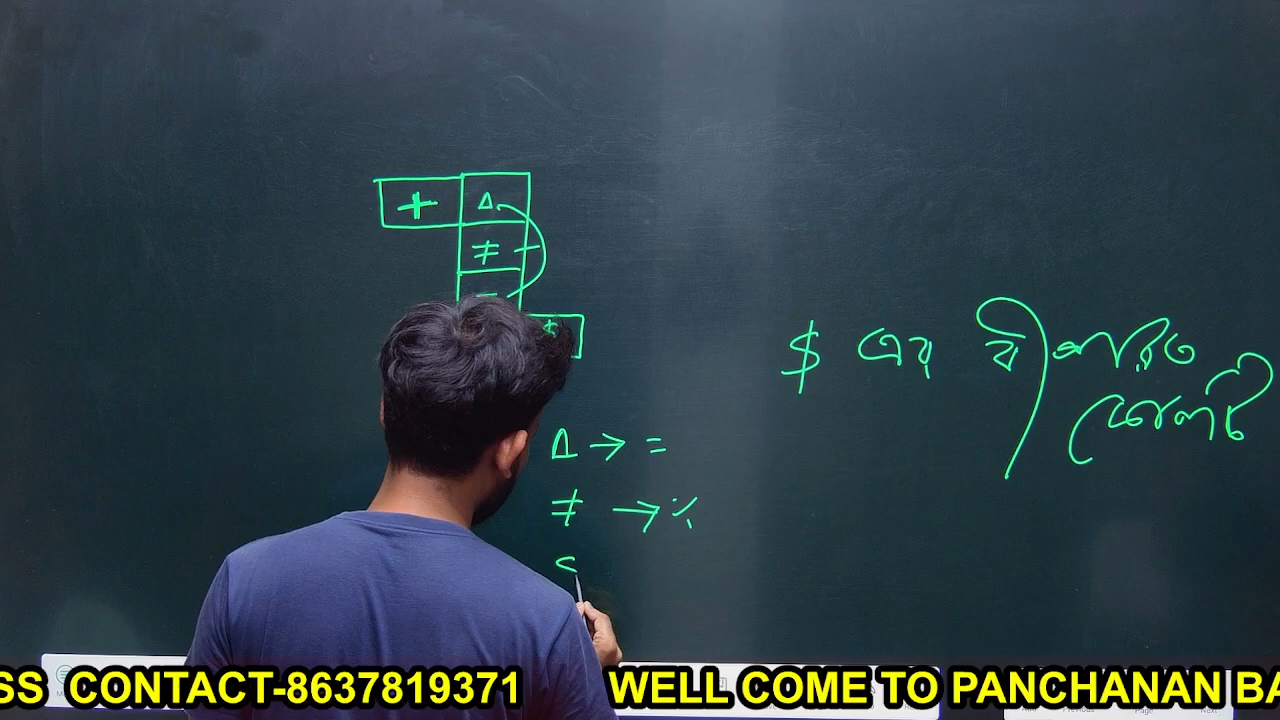 + Δ
≠
=
$
$ এর বীপরিত কোনটি
Δ → =
≠ → %
SS CONTACT-8637819371 WELL COME TO PANCHANAN BA